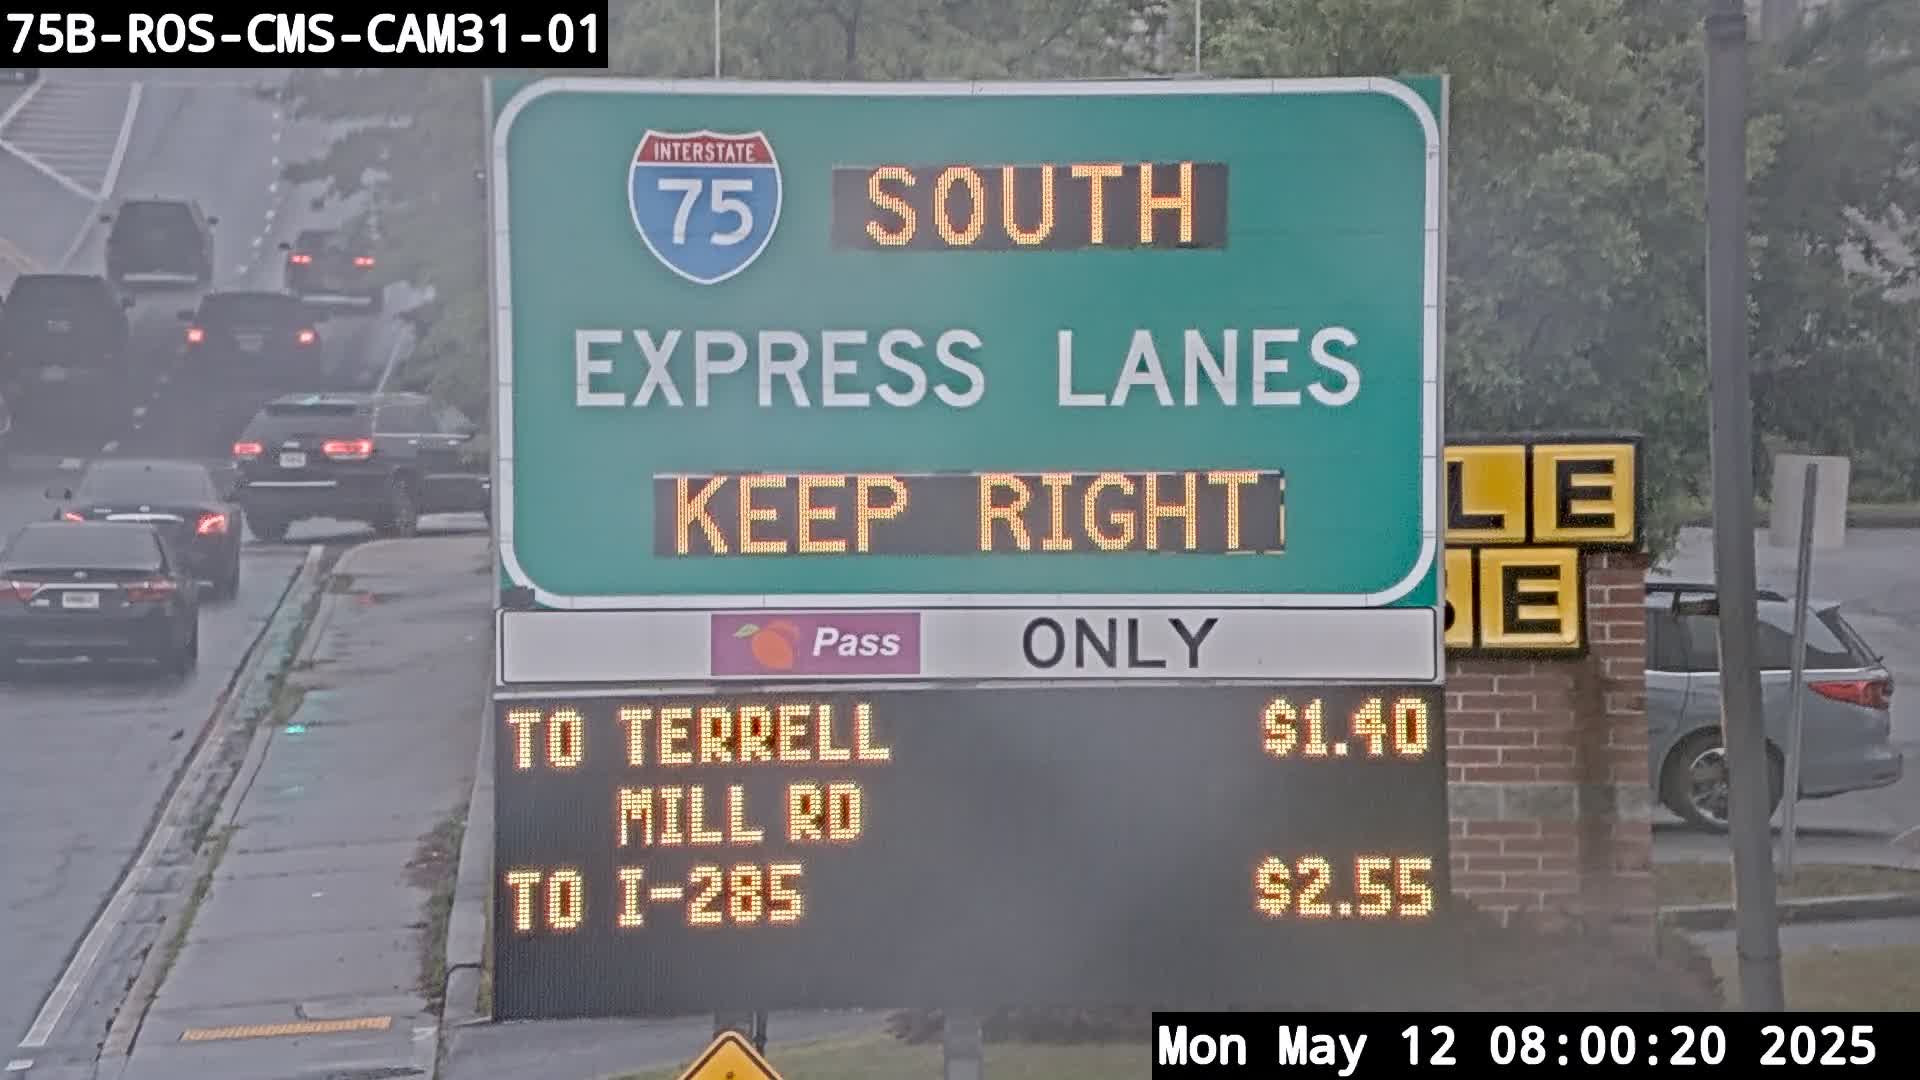 75B-ROS-CMS-CAM31-01
INTERSTATE
75
SOUTH
EXPRESS LANES
KEEP RIGHT
LE
E
Pass ONLY
TO TERRELL $1.40
MILL RD
TO I-285 $2.55
Mon May 12 08:00:20 2025